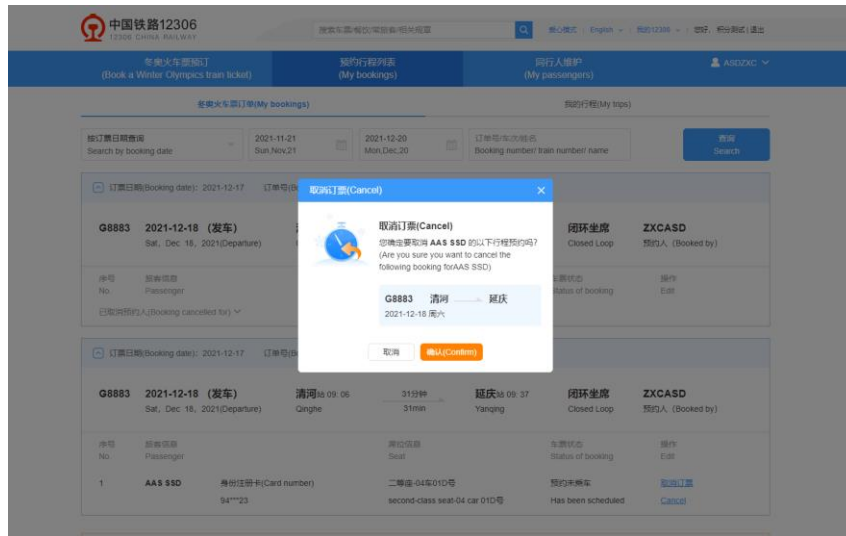 中国铁路12306
12306 CHINA RAILWAY
搜索车票/餐饮/常旅客/相关规章
爱心模式 | English | 我的12306 | 您好，积分测试 | 退出
冬奥火车票预订
(Book a Winter Olympics train ticket)
预约行程列表
(My bookings)
同行人维护
(My passengers)
ASDZXC
冬奥火车票订单(My bookings)
我的行程(My trips)
按订票日期查询
Search by booking date
2021-11-21
Sun,Nov,21
2021-12-20
Mon,Dec,20
订单号/车次/姓名
Booking number/ train number/ name
查询
Search
订票日期(Booking date): 2021-12-17 订单号(B
G8883 2021-12-18 (发车)
Sat, Dec 18, 2021(Departure)
闭环坐席
Closed Loop
ZXCASD
预约人 (Booked by)
序号
No.
旅客信息
Passenger
车票状态
Status of booking
操作
Edit
已取消预约人(Booking cancelled for)
取消订票(Cancel)
取消订票(Cancel)
您确定要取消 AAS SSD 的以下行程预约吗?
(Are you sure you want to cancel the
following booking forAAS SSD)
G8883 清河 延庆
2021-12-18 周六
取消
确认(Confirm)
订票日期(Booking date): 2021-12-17 订单号(B
G8883 2021-12-18 (发车)
Sat, Dec 18, 2021(Departure)
清河站 09: 06
Qinghe
31分钟
31min
延庆站 09: 37
Yanqing
闭环坐席
Closed Loop
ZXCASD
预约人 (Booked by)
序号
No.
旅客信息
Passenger
席位信息
Seat
车票状态
Status of booking
操作
Edit
1 AAS SSD
身份注册卡(Card number)
94***23
二等座-04车01D号
second-class seat-04 car 01D号
预约未乘车
Has been scheduled
取消订票
Cancel